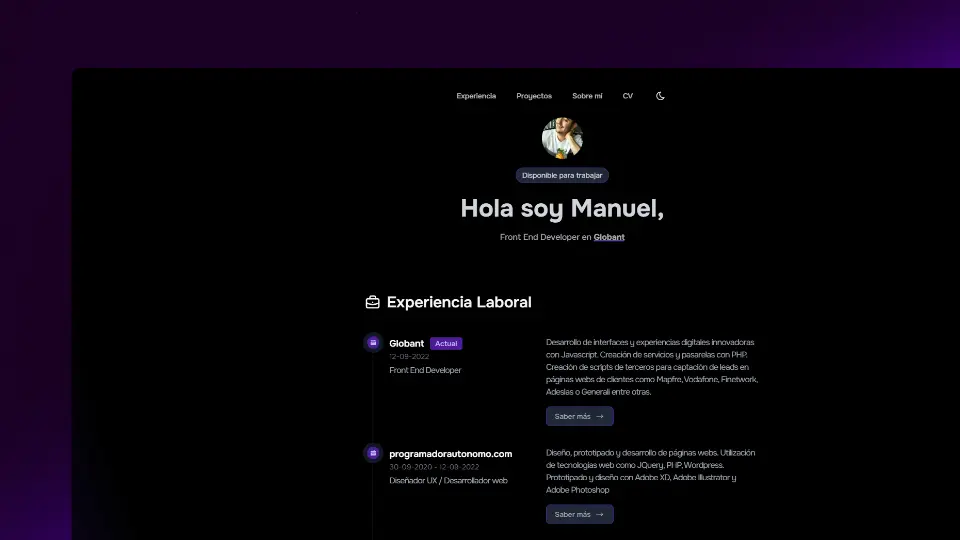 Experiencia Proyectos Sobre mí CV
Disponible para trabajar
Hola soy Manuel,
Front End Developer en Globant
Experiencia Laboral
Globant Actual
12-09-2022
Front End Developer
Desarrollo de interfaces y experiencias digitales innovadoras
con Javascript. Creación de servicios y pasarelas con PHP.
Creación de scripts de terceros para captación de leads en
páginas webs de clientes como Mapfre, Vodafone, Finetwork,
Adeslas o Generali entre otras.
Saber más →
programadorautonomo.com
30-09-2020 - 12-09-2022
Diseñador UX / Desarrollador web
Diseño, prototipado y desarrollo de páginas webs. Utilización
de tecnologías web como JQuery, PHP, Wordpress.
Prototipado y diseño con Adobe XD, Adobe Illustrator y
Adobe Photoshop
Saber más →